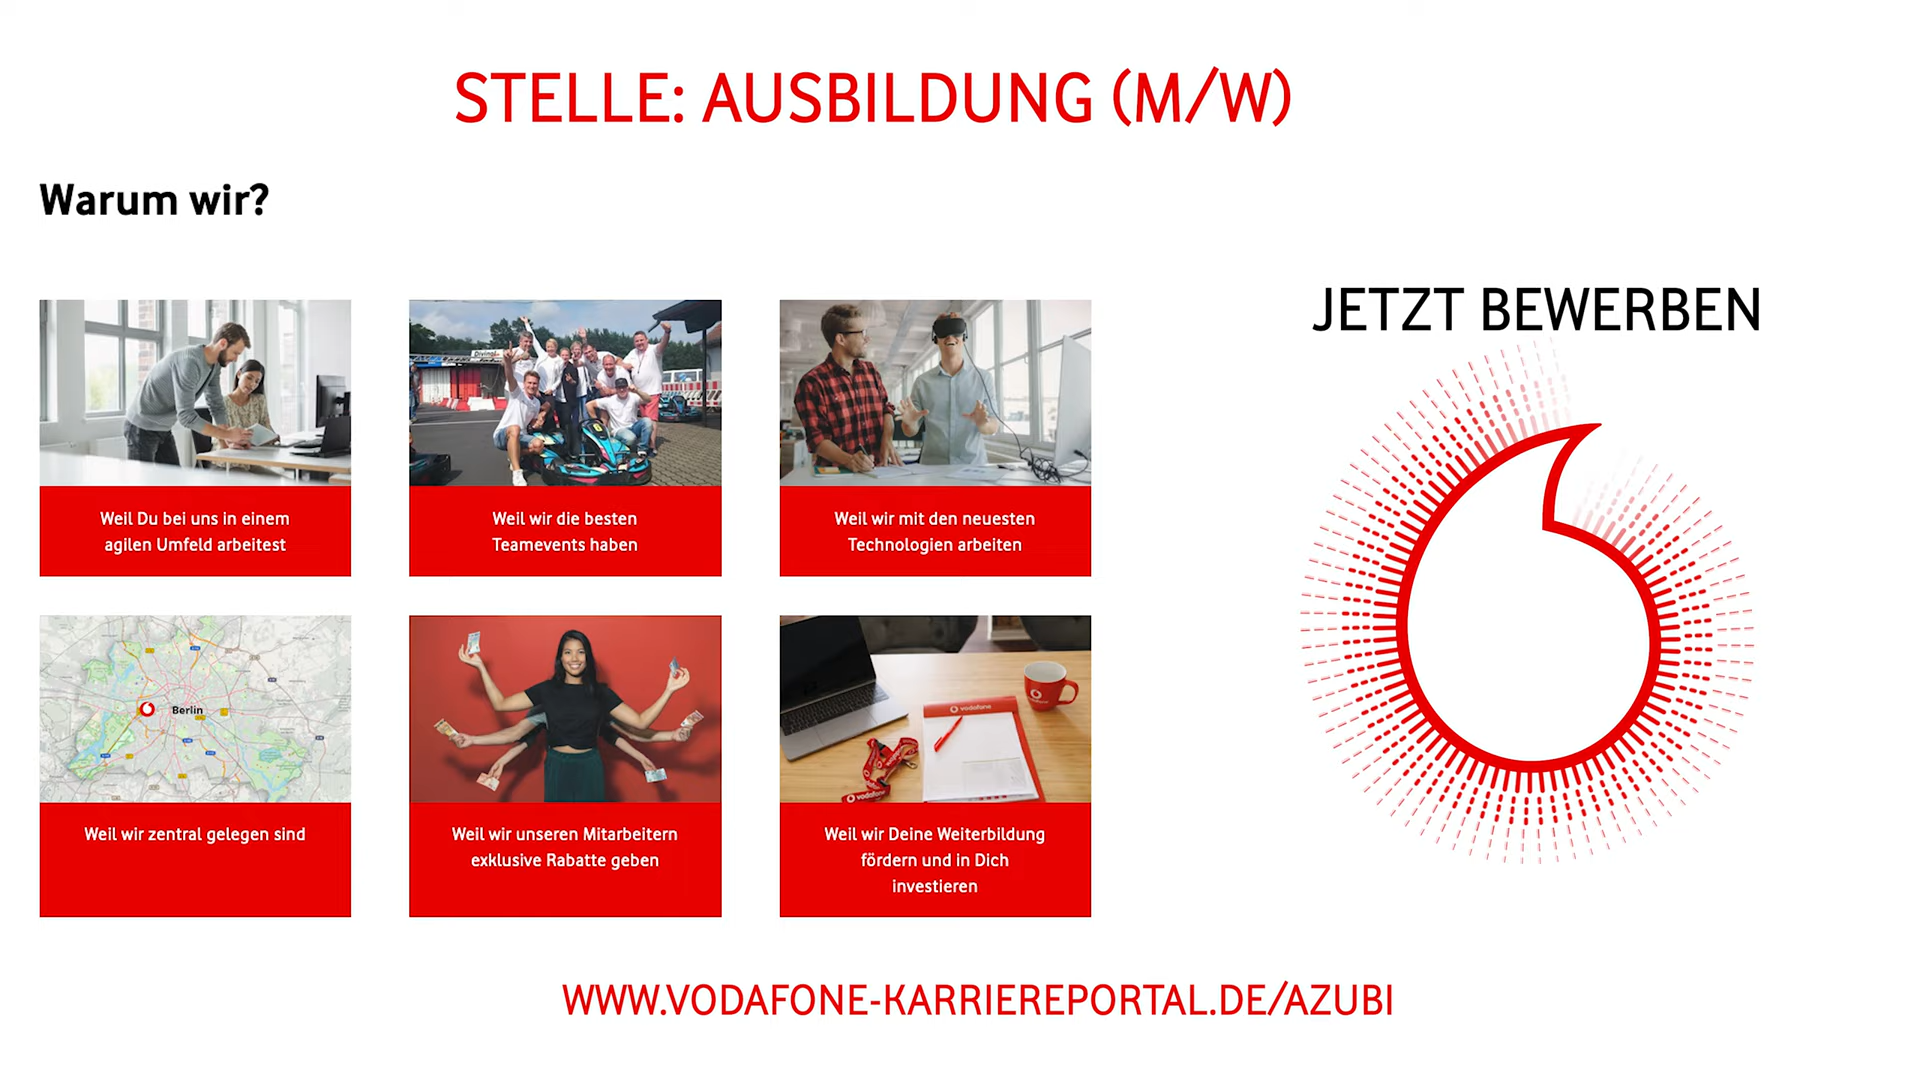 STELLE: AUSBILDUNG (M/W)
Warum wir?
JETZT BEWERBEN
Weil Du bei uns in einem
agilen Umfeld arbeitest
Weil wir die besten
Teamevents haben
Weil wir mit den neuesten
Technologien arbeiten
Berlin
Weil wir zentral gelegen sind
Weil wir unseren Mitarbeitern
exklusive Rabatte geben
vodafone
vodafone
Weil wir Deine Weiterbildung
fördern und in Dich
investieren
WWW.VODAFONE-KARRIEREPORTAL.DE/AZUBI